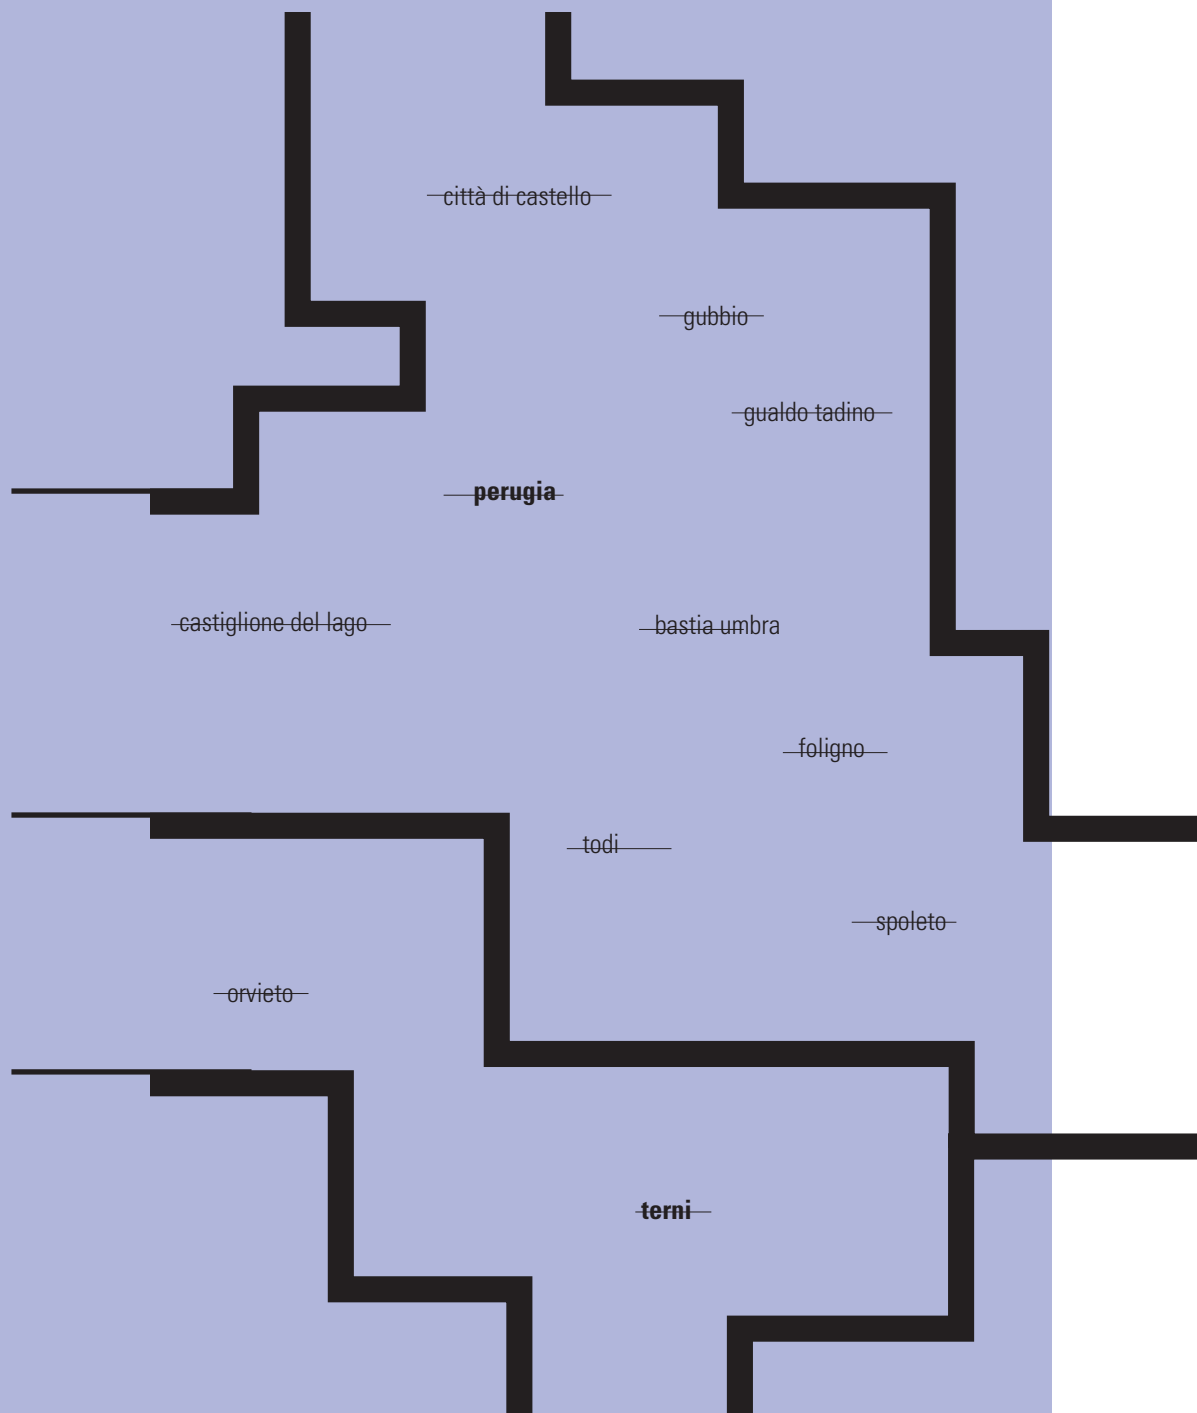 città di castello
gubbio
gualdo tadino
perugia
castiglione del lago
bastia umbra
foligno
todi
spoleto
orvieto
terni